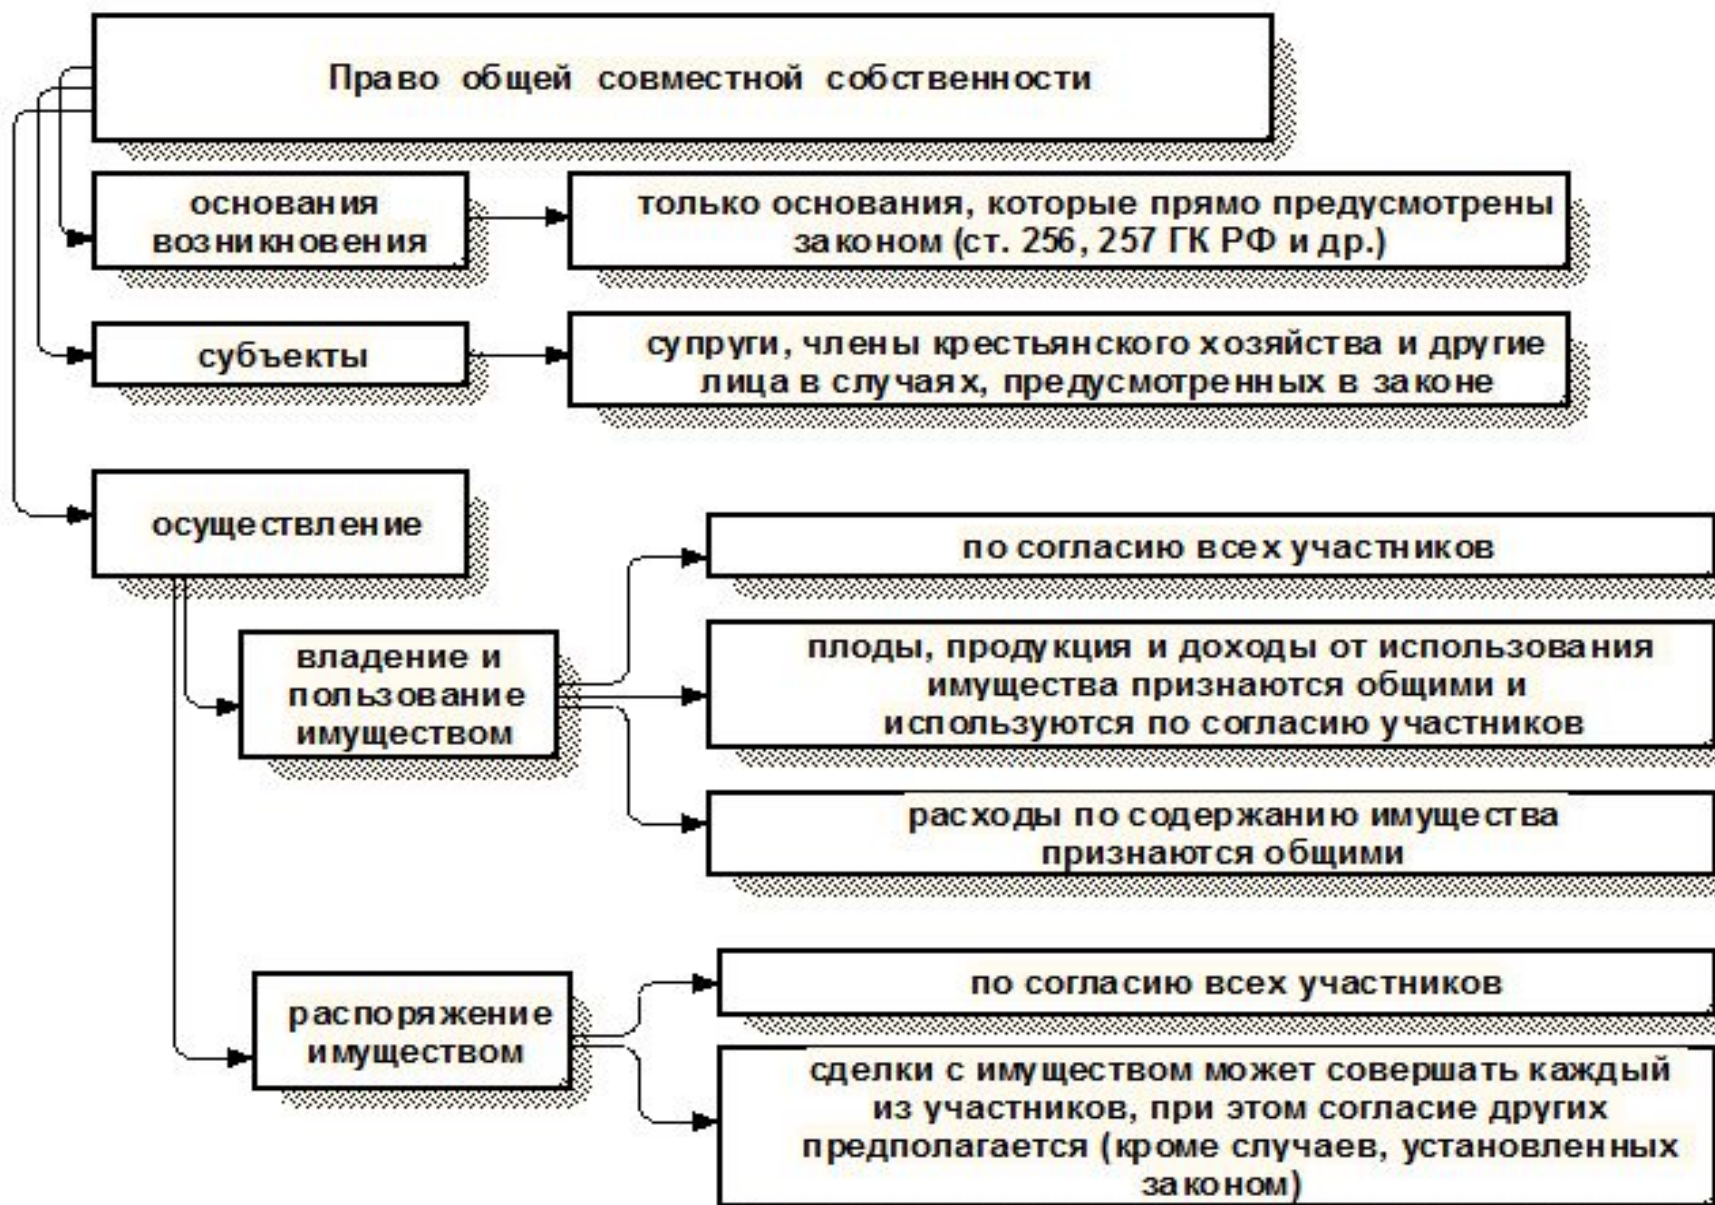 Право общей совместной собственности
основания
возникновения
только основания, которые прямо предусмотрены
законом (ст. 256, 257 ГК РФ и др.)
субъекты
супруги, члены крестьянского хозяйства и другие
лица в случаях, предусмотренных в законе
осуществление
по согласию всех участников
владение и
пользование
имуществом
плоды, продукция и доходы от использования
имущества признаются общими и
используются по согласию участников
расходы по содержанию имущества
признаются общими
распоряжение
имуществом
по согласию всех участников
сделки с имуществом может совершать каждый
из участников, при этом согласие других
предполагается (кроме случаев, установленных
законом)